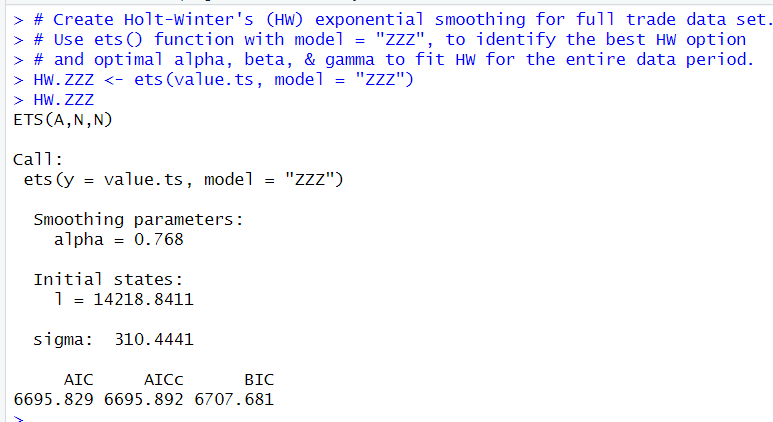 > # Create Holt-Winter's (HW) exponential smoothing for full trade data set.
> # Use ets() function with model = "ZZZ", to identify the best HW option
> # and optimal alpha, beta, & gamma to fit HW for the entire data period.
> HW.ZZZ <- ets(value.ts, model = "ZZZ")
> HW.ZZZ
ETS(A,N,N)
Call:
ets(y = value.ts, model = "ZZZ")
Smoothing parameters:
alpha = 0.768
Initial states:
l = 14218.8411
sigma: 310.4441
AIC AICc BIC
6695.829 6695.892 6707.681
>